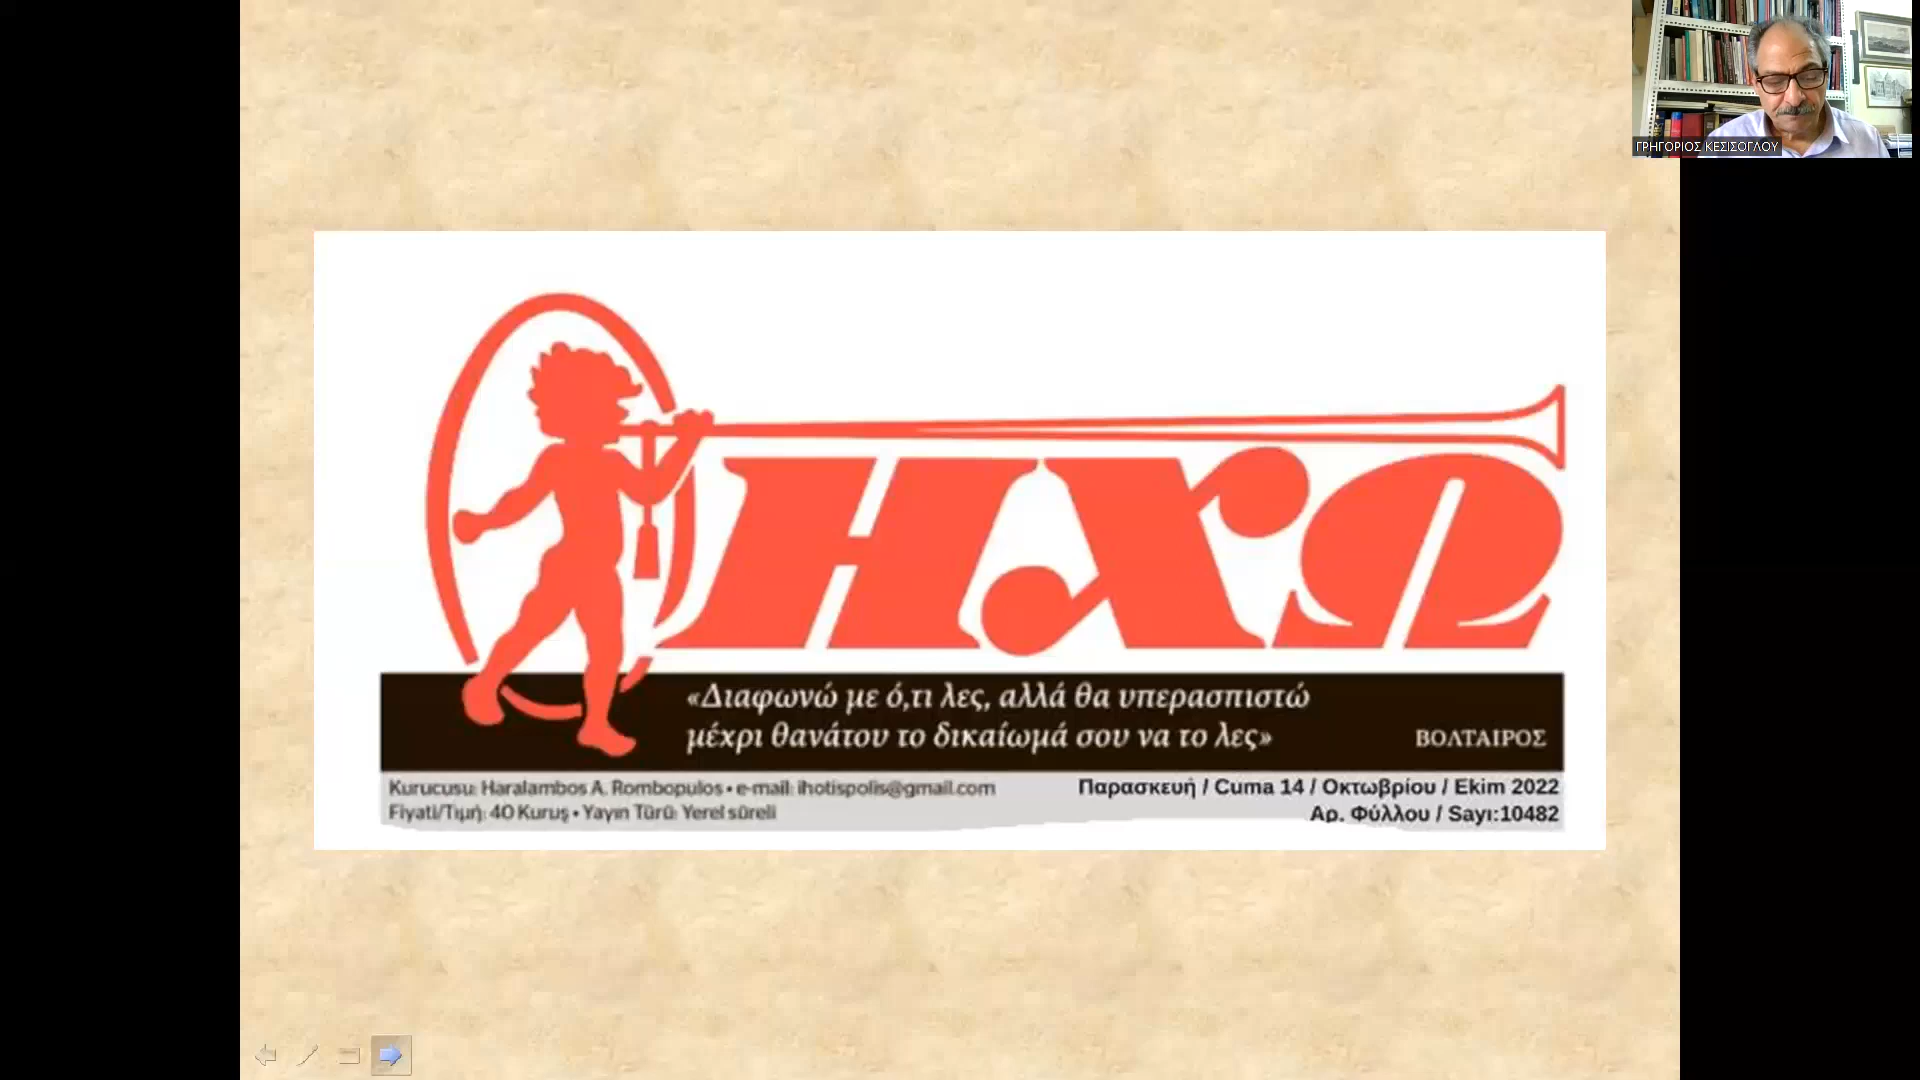 ΓΡΗΓΟΡΙΟΣ ΚΕΣΙΣΟΓΛΟΥ
ΗΧΩ
«Διαφωνώ με ό,τι λες, αλλά θα υπερασπιστώ
μέχρι θανάτου το δικαίωμά σου να το λες»
ΒΟΛΤΑΙΡΟΣ
Kurucusu: Haralambos A. Rombopulos • e-mail: ihotispolis@gmail.com
Fiyatı/Τιμή: 40 Kuruş • Yayın Türü: Yerel süreli
Παρασκευή / Cuma 14 / Οκτωβρίου / Ekim 2022
Αρ. Φύλλου / Sayı:10482